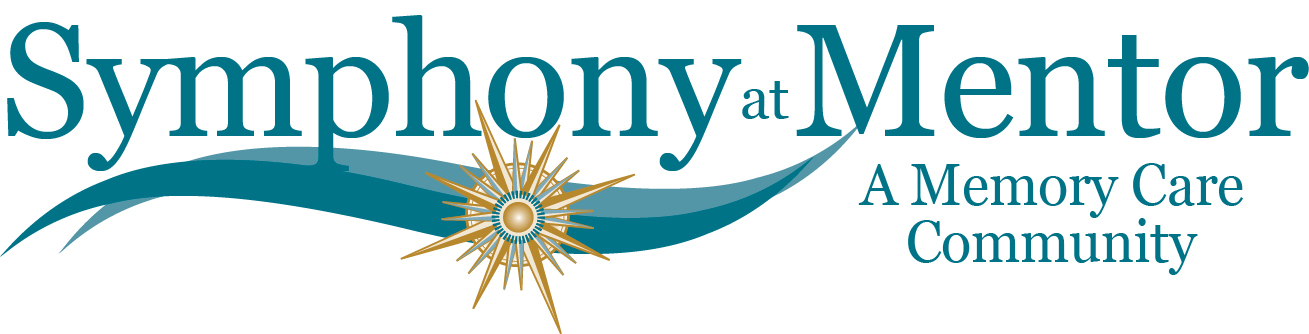 Symphony at Mentor
A Memory Care
Community